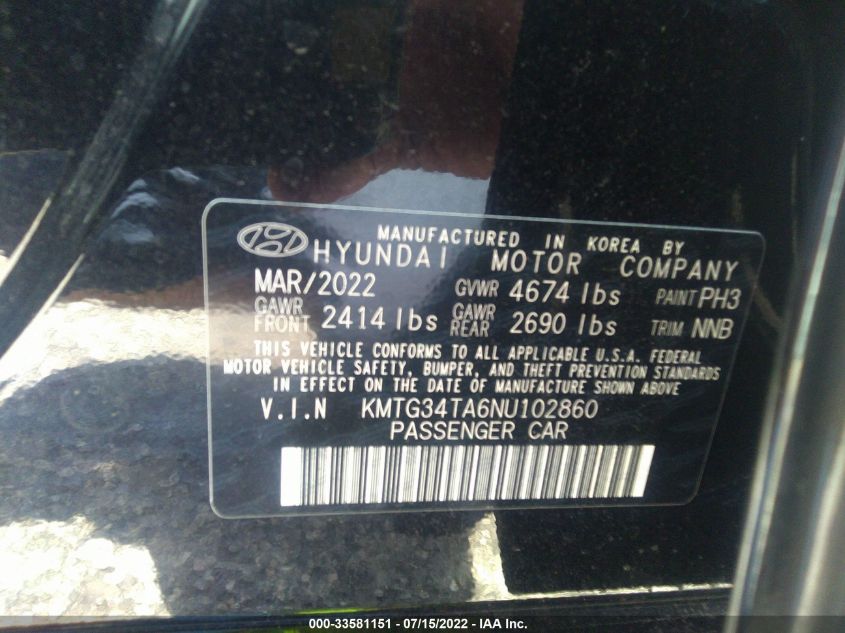 MANUFACTURED IN KOREA BY
HYUNDAI MOTOR COMPANY
MAR/2022 GVWR 4674 lbs PAINT PH3
GAWR FRONT 2414 lbs GAWR REAR 2690 lbs TRIM NNB
THIS VEHICLE CONFORMS TO ALL APPLICABLE U.S.A. FEDERAL
MOTOR VEHICLE SAFETY, BUMPER, AND THEFT PREVENTION STANDARDS
IN EFFECT ON THE DATE OF MANUFACTURE SHOWN ABOVE
V.I.N KMTG34TA6NU102860
PASSENGER CAR
000-33581151 - 07/15/2022 - IAA Inc.